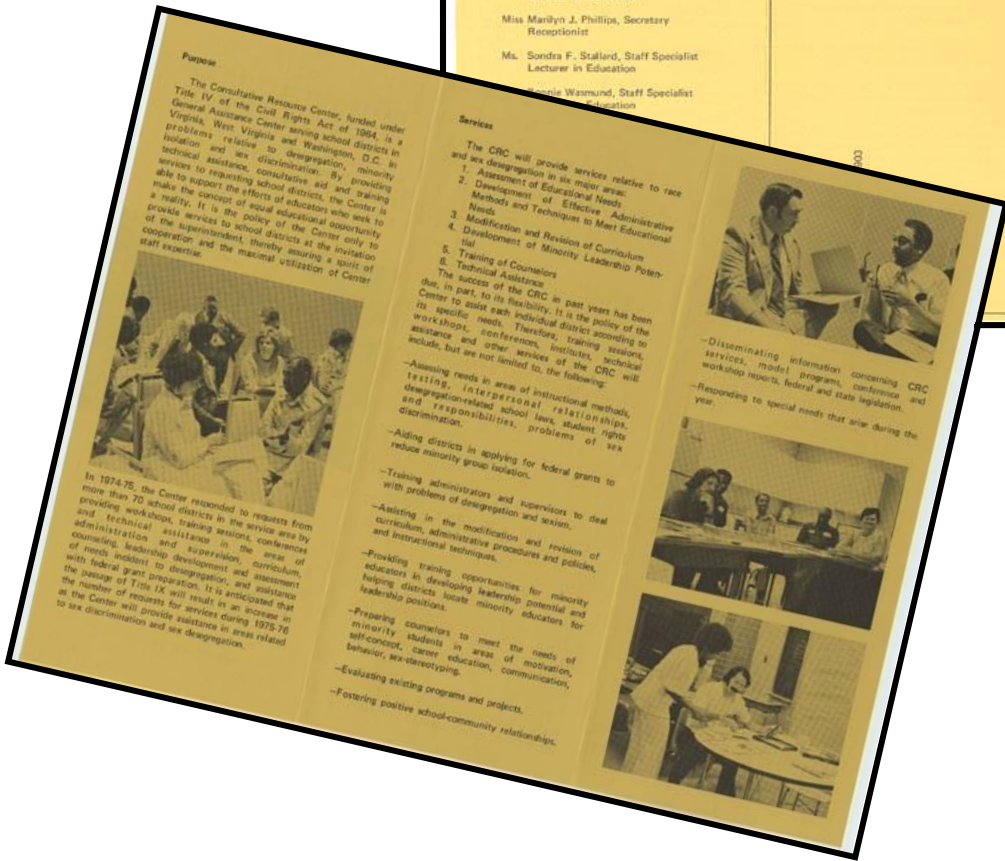 Miss Marilyn J. Phillips, Secretary
Receptionist
Ms. Sondra F. Stallard, Staff Specialist
Lecturer in Education
Wasmund, Staff Specialist
Education
903
Purpose
The Consultative Resource Center, funded under
Title IV of the Civil Rights Act of 1964, is a
General Assistance Center serving school districts in
Virginia, West Virginia and Washington, D.C. in
problems relative to desegregation, minority
isolation and sex discrimination. By providing
technical assistance, consultative aid and training
services to requesting school districts, the Center is
able to support the efforts of educators who seek to
make the concept of equal educational opportunity
a reality. It is the policy of the Center only to
provide services to school districts at the invitation
of the superintendent, thereby assuring a spirit of
cooperation and the maximal utilization of Center
staff expertise.
In 1974-75, the Center responded to requests from
more than 70 school districts in the service area by
providing workshops, training sessions, conferences
and technical assistance in the areas of
administration and supervision, curriculum,
counseling, leadership development and assessment
of needs incident to desegregation, and assistance
with federal grant preparation. It is anticipated that
the passage of Title IX will result in an increase in
the number of requests for services during 1975-76
as the Center will provide assistance in areas related
to sex discrimination and sex desegregation.
Services
The CRC will provide services relative to race
and sex desegregation in six major areas:
1. Assessment of Educational Needs
2. Development of Effective Administrative
Methods and Techniques to Meet Educational
Needs
3. Modification and Revision of Curriculum
4. Development of Minority Leadership Poten-
tial
5. Training of Counselors
6. Technical Assistance
The success of the CRC in past years has been
due, in part, to its flexibility. It is the policy of the
Center to assist each individual district according to
its specific needs. Therefore, training sessions,
workshops, conferences, institutes, technical
assistance and other services of the CRC will
include, but are not limited to, the following:
—Assessing needs in areas of instructional methods,
testing, interpersonal relationships,
desegregation-related school laws, student rights
and responsibilities, problems of sex
discrimination.
—Aiding districts in applying for federal grants to
reduce minority group isolation.
—Training administrators and supervisors to deal
with problems of desegregation and sexism.
—Assisting in the modification and revision of
curriculum, administrative procedures and policies,
and instructional techniques.
—Providing training opportunities for minority
educators in developing leadership potential and
helping districts locate minority educators for
leadership positions.
—Preparing counselors to meet the needs of
minority students in areas of motivation,
self-concept, career education, communication,
behavior, sex-stereotyping.
—Evaluating existing programs and projects.
—Fostering positive school-community relationships.
—Disseminating information concerning CRC
services, model programs, conference and
workshop reports, federal and state legislation.
—Responding to special needs that arise during the
year.